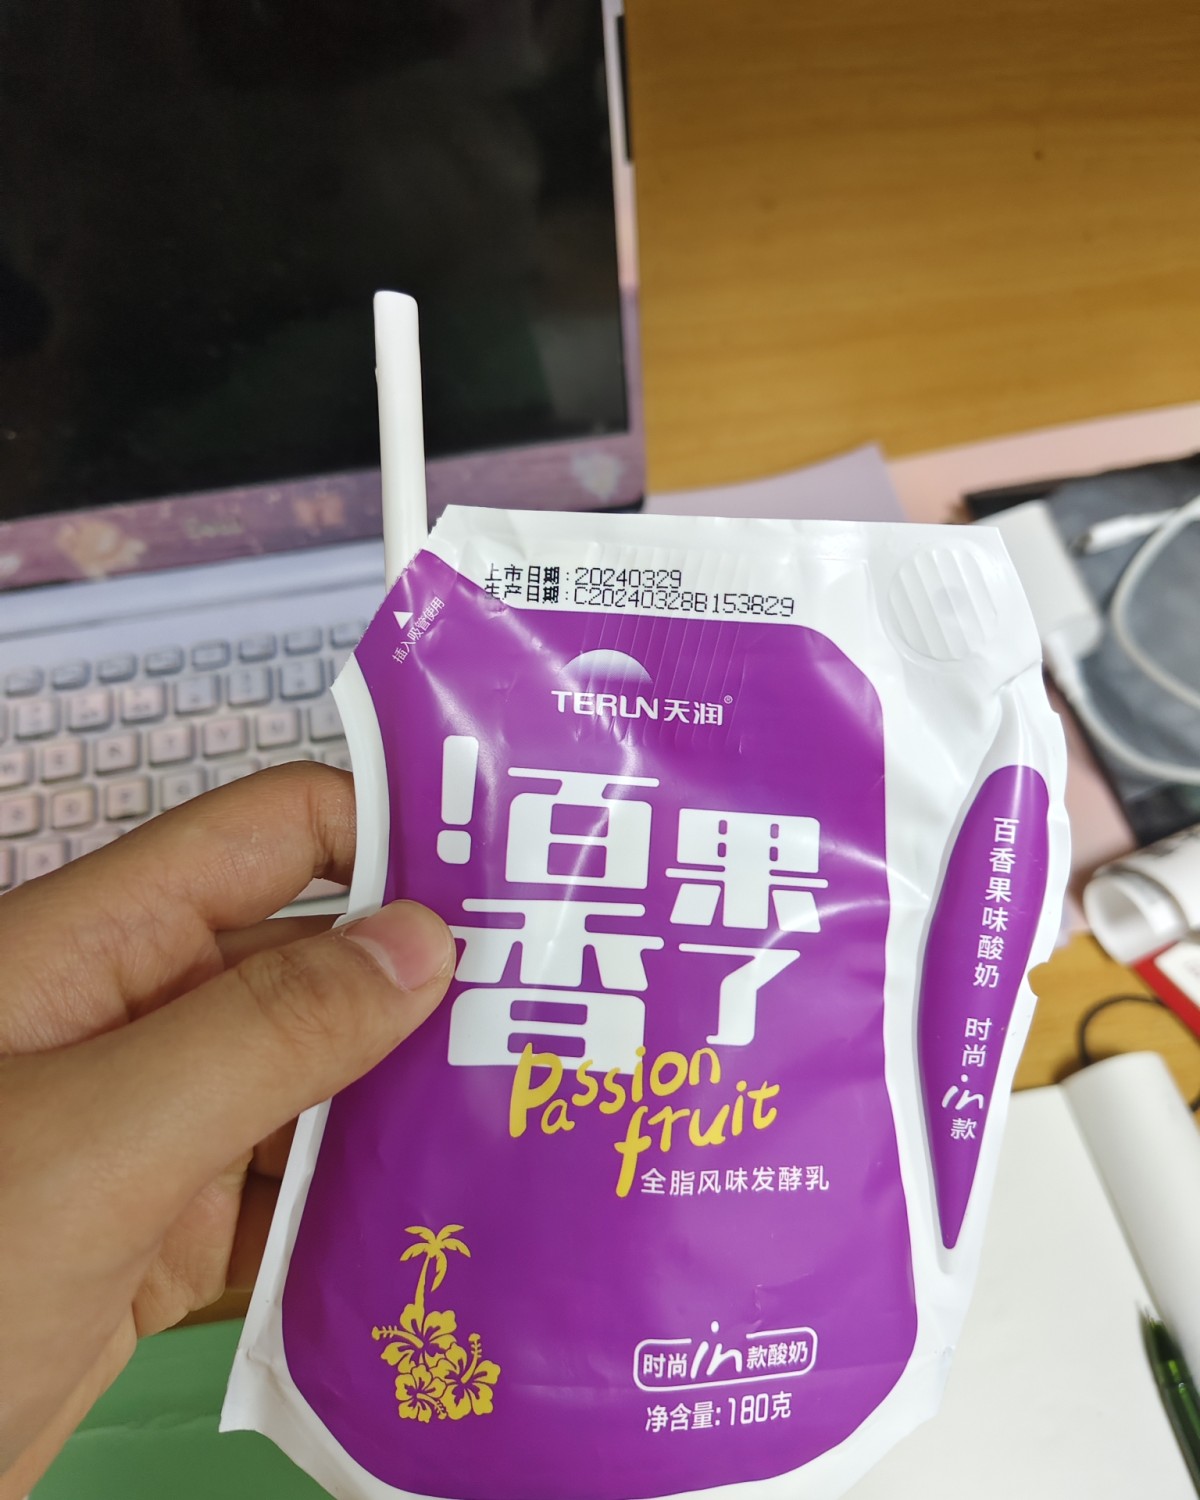 上市日期:20240329
生产日期:C20240328B153829
插入吸管使用
TERUN天润®
!百香果了
Passion
fruit
全脂风味发酵乳
时尚in款酸奶
净含量:180克
百香果味酸奶 时尚in款